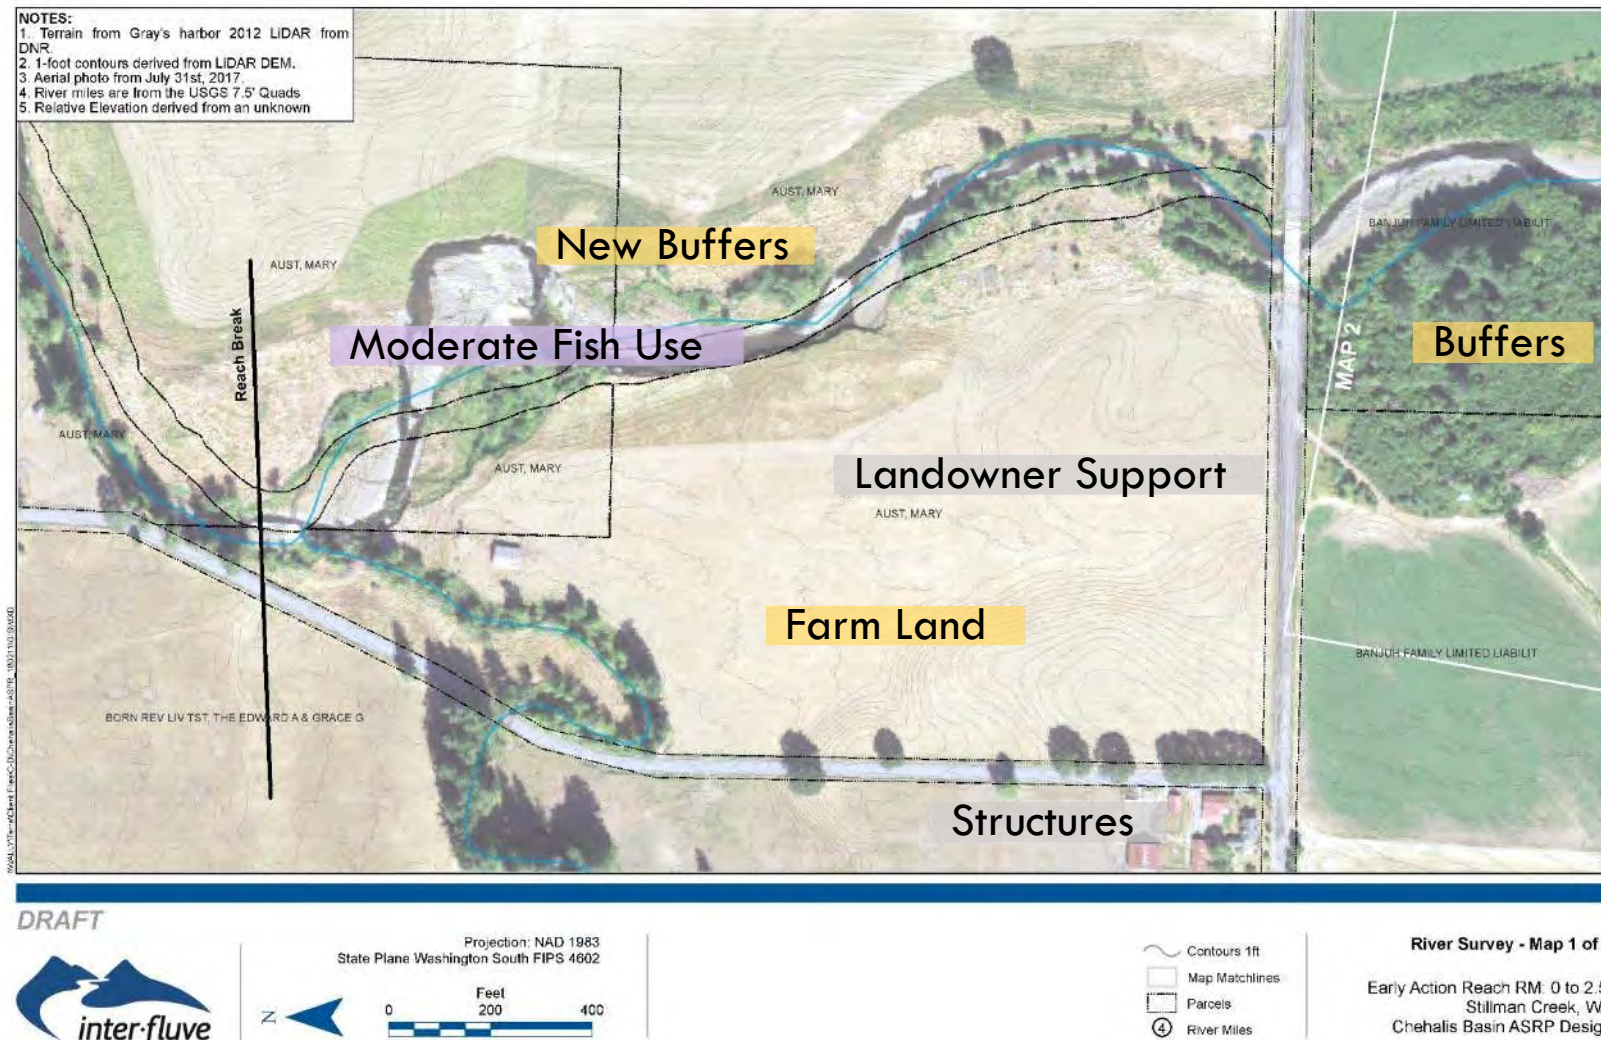 NOTES:
1. Terrain from Gray's harbor 2012 LiDAR from
DNR.
2. 1-foot contours derived from LiDAR DEM.
3. Aerial photo from July 31st, 2017.
4. River miles are from the USGS 7.5' Quads
5. Relative Elevation derived from an unknown
AUST, MARY
BANJUH FAMILY LIMITED LIABILIT
New Buffers
AUST, MARY
Reach Break
Moderate Fish Use
MAP 2
Buffers
AUST, MARY
AUST, MARY
Landowner Support
AUST, MARY
Farm Land
BANJUH FAMILY LIMITED LIABILIT
BORN REV LIV TST, THE EDWARD A & GRACE G
Structures
DRAFT
inter-fluve
Projection: NAD 1983
State Plane Washington South FIPS 4602
N
Feet
0 200 400
Contours 1ft
Map Matchlines
Parcels
4 River Miles
River Survey - Map 1 of
Early Action Reach RM: 0 to 2.5
Stillman Creek, W
Chehalis Basin ASRP Desig